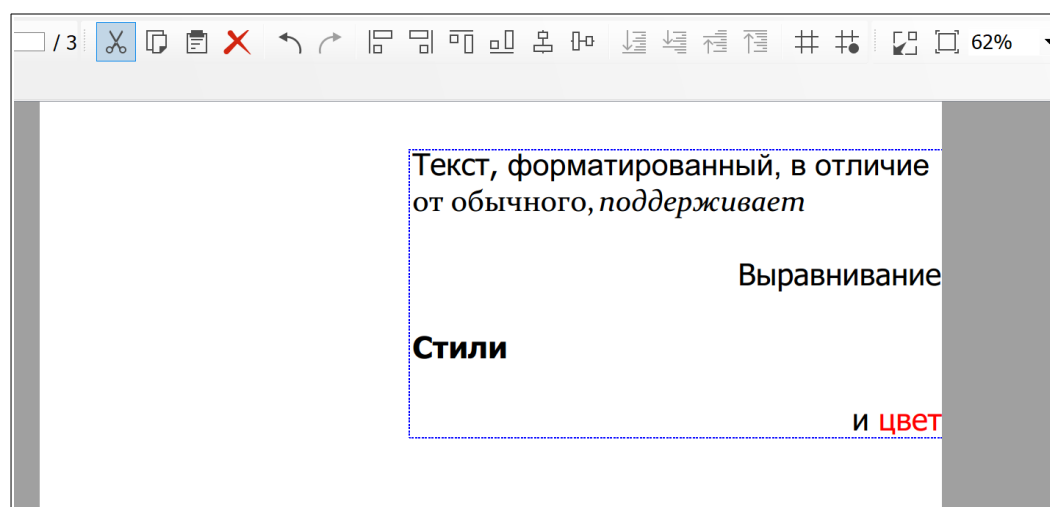 / 3
62%
Текст, форматированный, в отличие
от обычного, поддерживает
Выравнивание
Стили
и цвет